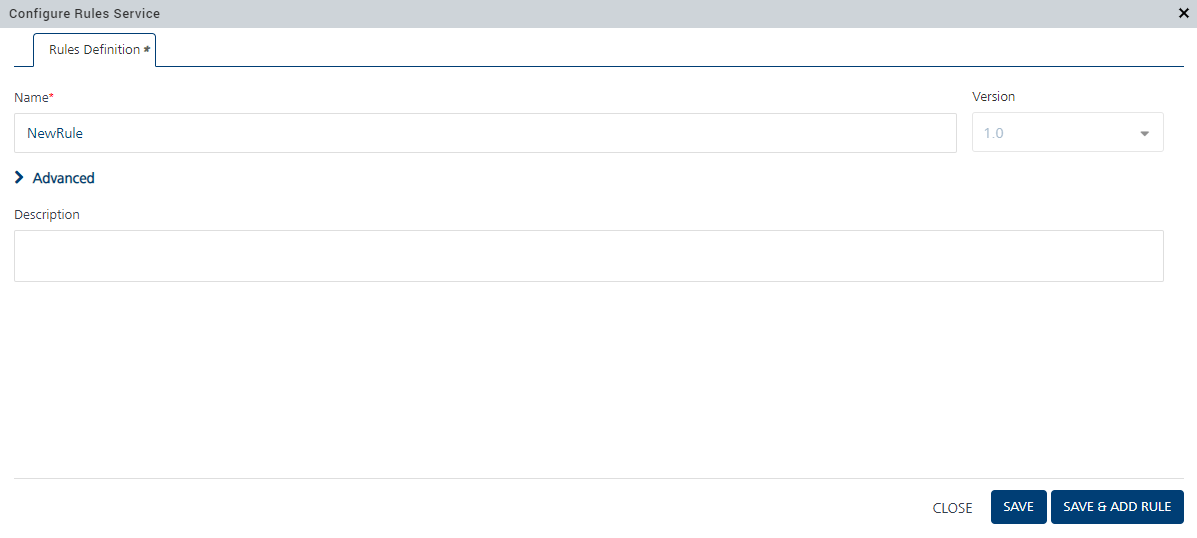 Configure Rules Service
Rules Definition *
Name*
Version
NewRule
1.0
Advanced
Description
CLOSE
SAVE
SAVE & ADD RULE